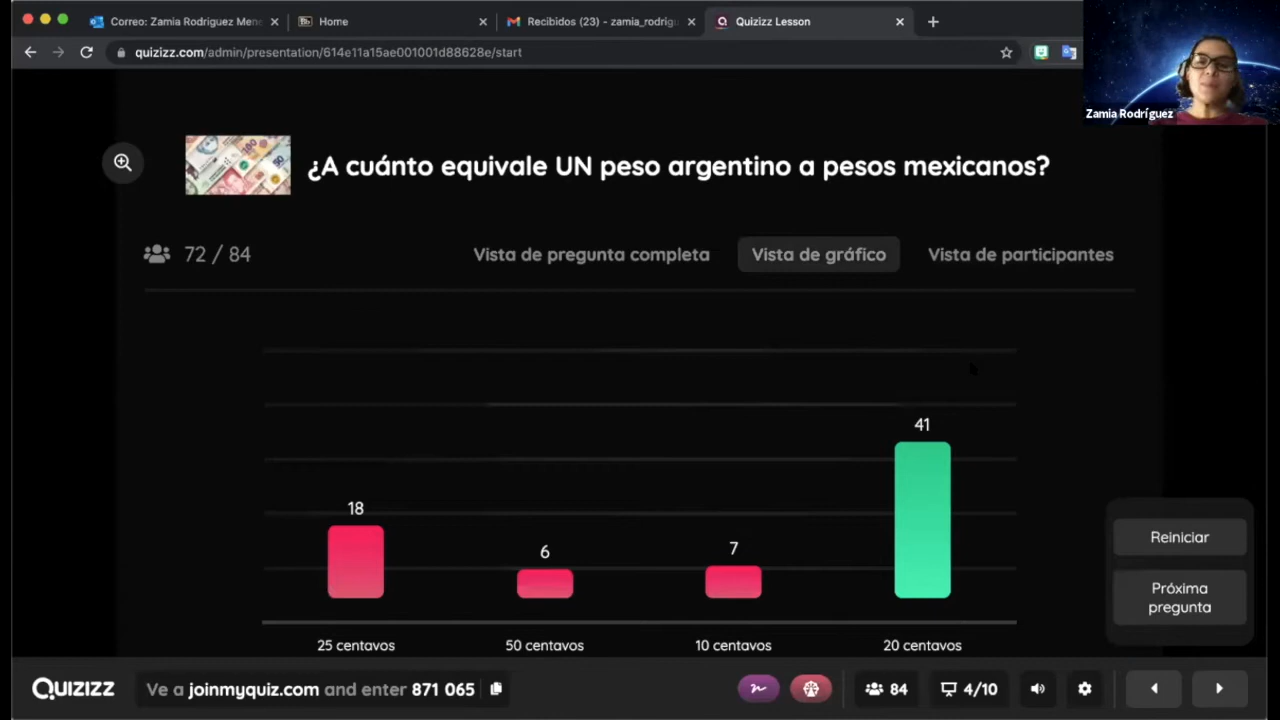 Correo: Zamia Rodriguez Men
Home
Recibidos (23) - zamia_rodrigu
Quizizz Lesson
quizizz.com/admin/presentation/614e11a15ae001001d88628e/start
Zamia Rodríguez
¿A cuánto equivale UN peso argentino a pesos mexicanos?
72 / 84
Vista de pregunta completa
Vista de gráfico
Vista de participantes
41
18
6
7
Reiniciar
Próxima
pregunta
25 centavos
50 centavos
10 centavos
20 centavos
QUIZIZZ
Ve a joinmyquiz.com and enter 871 065
84
4/10